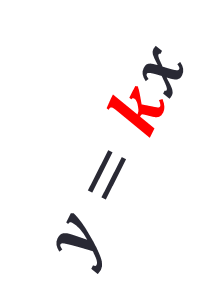 y = kx